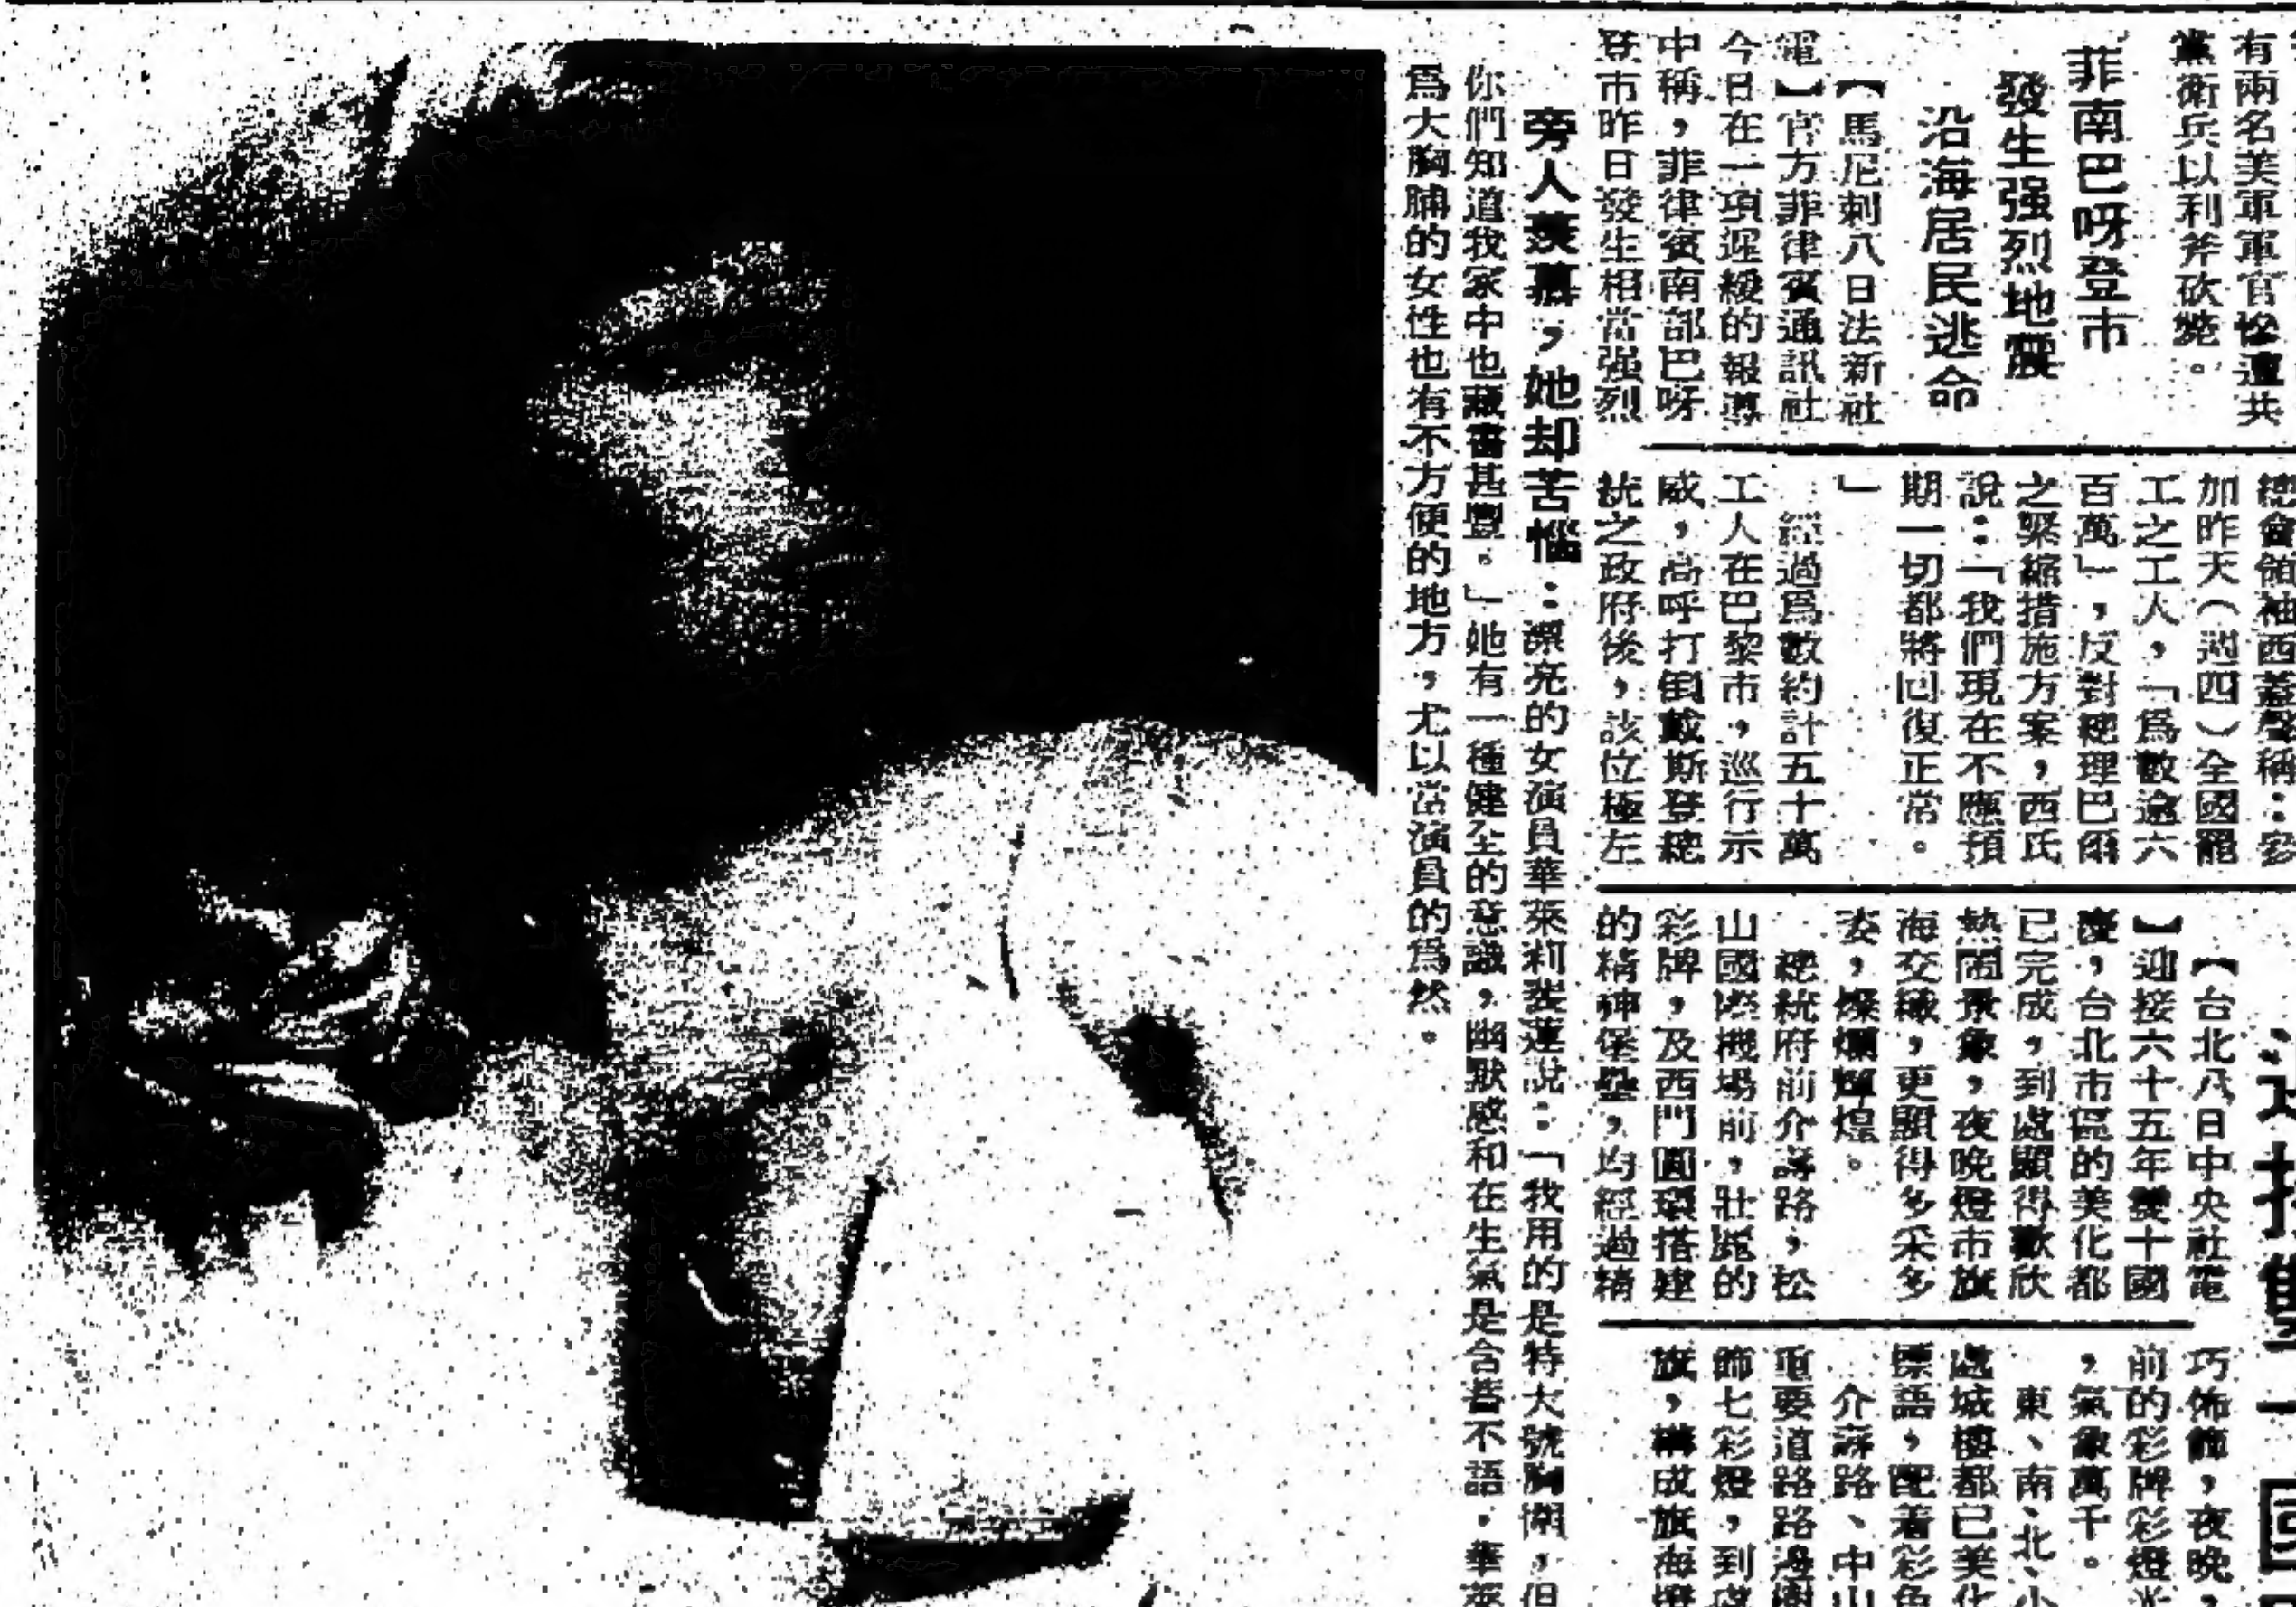 有兩名美軍軍官慘遭共
黨衛兵以利斧砍斃。
菲南巴呀登市
發生强烈地震
沿海居民逃命
【馬尼剌八日法新社
電】官方菲律賓通訊社
今日在一項遲緩的報導
中稱,菲律賓南部巴呀
登市昨日發生相當强烈
總會領袖西蓋聲稱:
加昨天(週四)全國罷
工之工人,「爲數逾六
百萬」,反對總理巴爾
之緊縮措施方案,西氏
說:「我們現在不應預
期一切都將回復正常。
」
經過爲數約計五十萬
工人在巴黎市,巡行示
威,高呼打倒戴斯登總
統之政府後,該位極左
【台北八日中央社電
】迎接六十五年雙十國
慶,台北市區的美化都
已完成,到處顯得歡欣
熱鬧景象,夜晚燈市旗
海交織,更顯得多采多
姿,燦爛輝煌。
總統府前介壽路,松
山國際機場前,壯麗的
彩牌,及西門圓環搭建
的精神堡壘,均經過精
巧佈飾,夜晚,
前的彩牌彩燈光
,氣象萬千。
東、南、北、小
處城樓都已美化
標語,配着彩色
介壽路、中山
重要道路路邊樹
飾七彩燈,到處
旗,構成旗海燈
旁人羨慕,她却苦惱:漂亮的女演員華萊莉裴蓮說:「我用的是特大號胸圍,但
你們知道我家中也藏書甚豐。」她有一種健全的意識,幽默感和在生氣是含蓄不語.華萊
爲大胸脯的女性也有不方便的地方,尤以當演員的爲然。